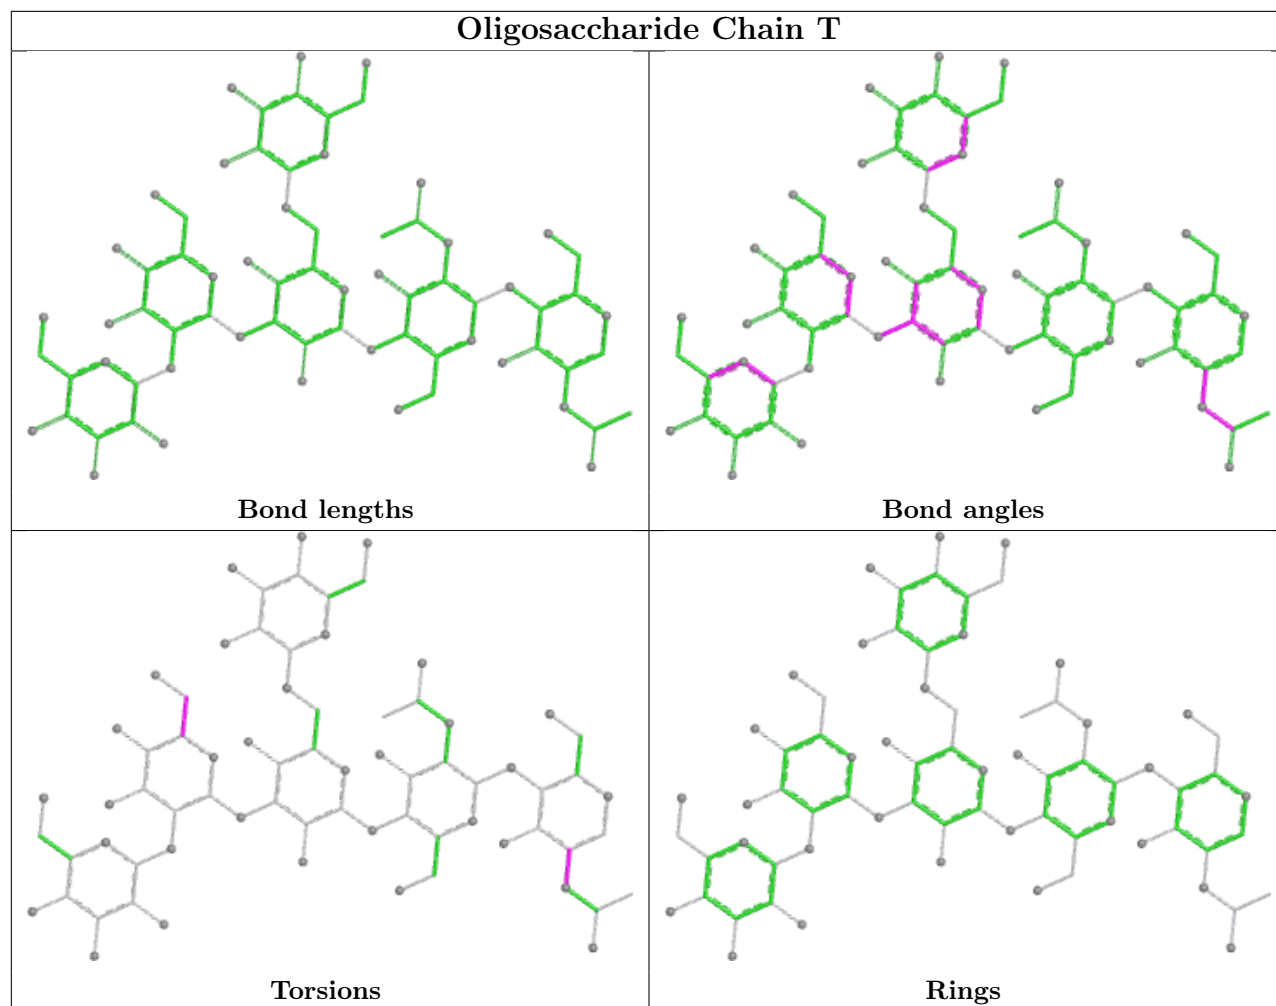 Oligosaccharide Chain T
Bond lengths
Bond angles
Torsions
Rings